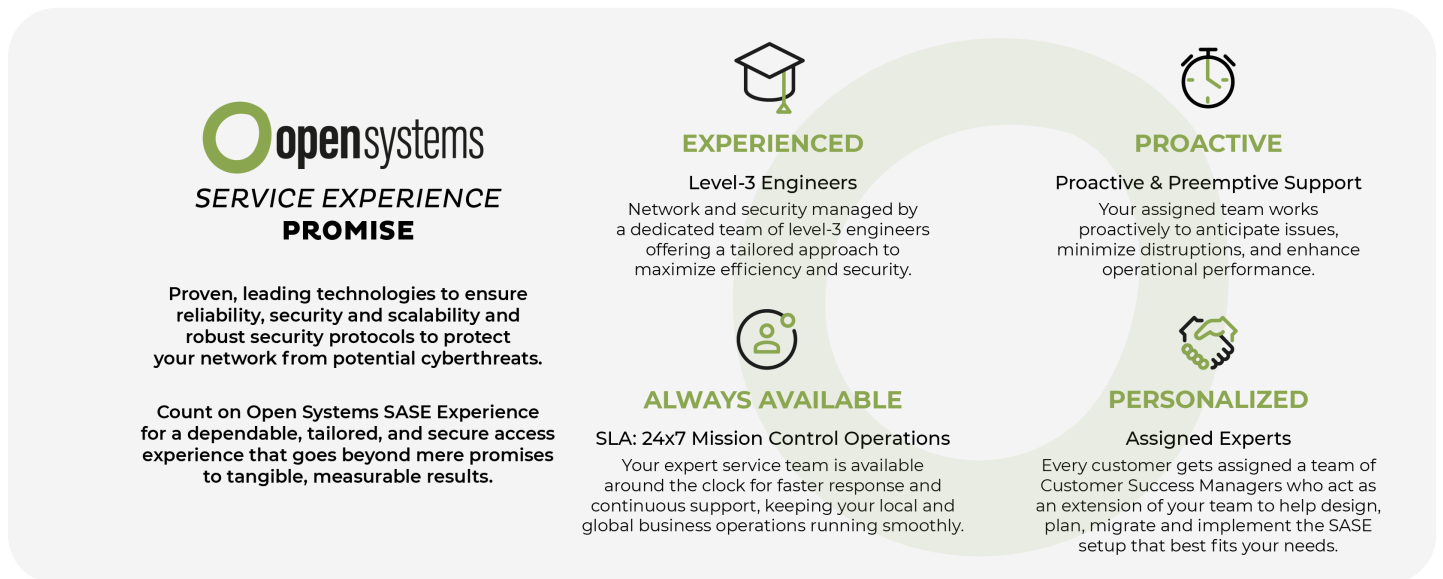 open systems
SERVICE EXPERIENCE
PROMISE
Proven, leading technologies to ensure
reliability, security and scalability and
robust security protocols to protect
your network from potential cyberthreats.
Count on Open Systems SASE Experience
for a dependable, tailored, and secure access
experience that goes beyond mere promises
to tangible, measurable results.
EXPERIENCED
Level-3 Engineers
Network and security managed by
a dedicated team of level-3 engineers
offering a tailored approach to
maximize efficiency and security.
PROACTIVE
Proactive & Preemptive Support
Your assigned team works
proactively to anticipate issues,
minimize distruptions, and enhance
operational performance.
ALWAYS AVAILABLE
SLA: 24x7 Mission Control Operations
Your expert service team is available
around the clock for faster response and
continuous support, keeping your local and
global business operations running smoothly.
PERSONALIZED
Assigned Experts
Every customer gets assigned a team of
Customer Success Managers who act as
an extension of your team to help design,
plan, migrate and implement the SASE
setup that best fits your needs.